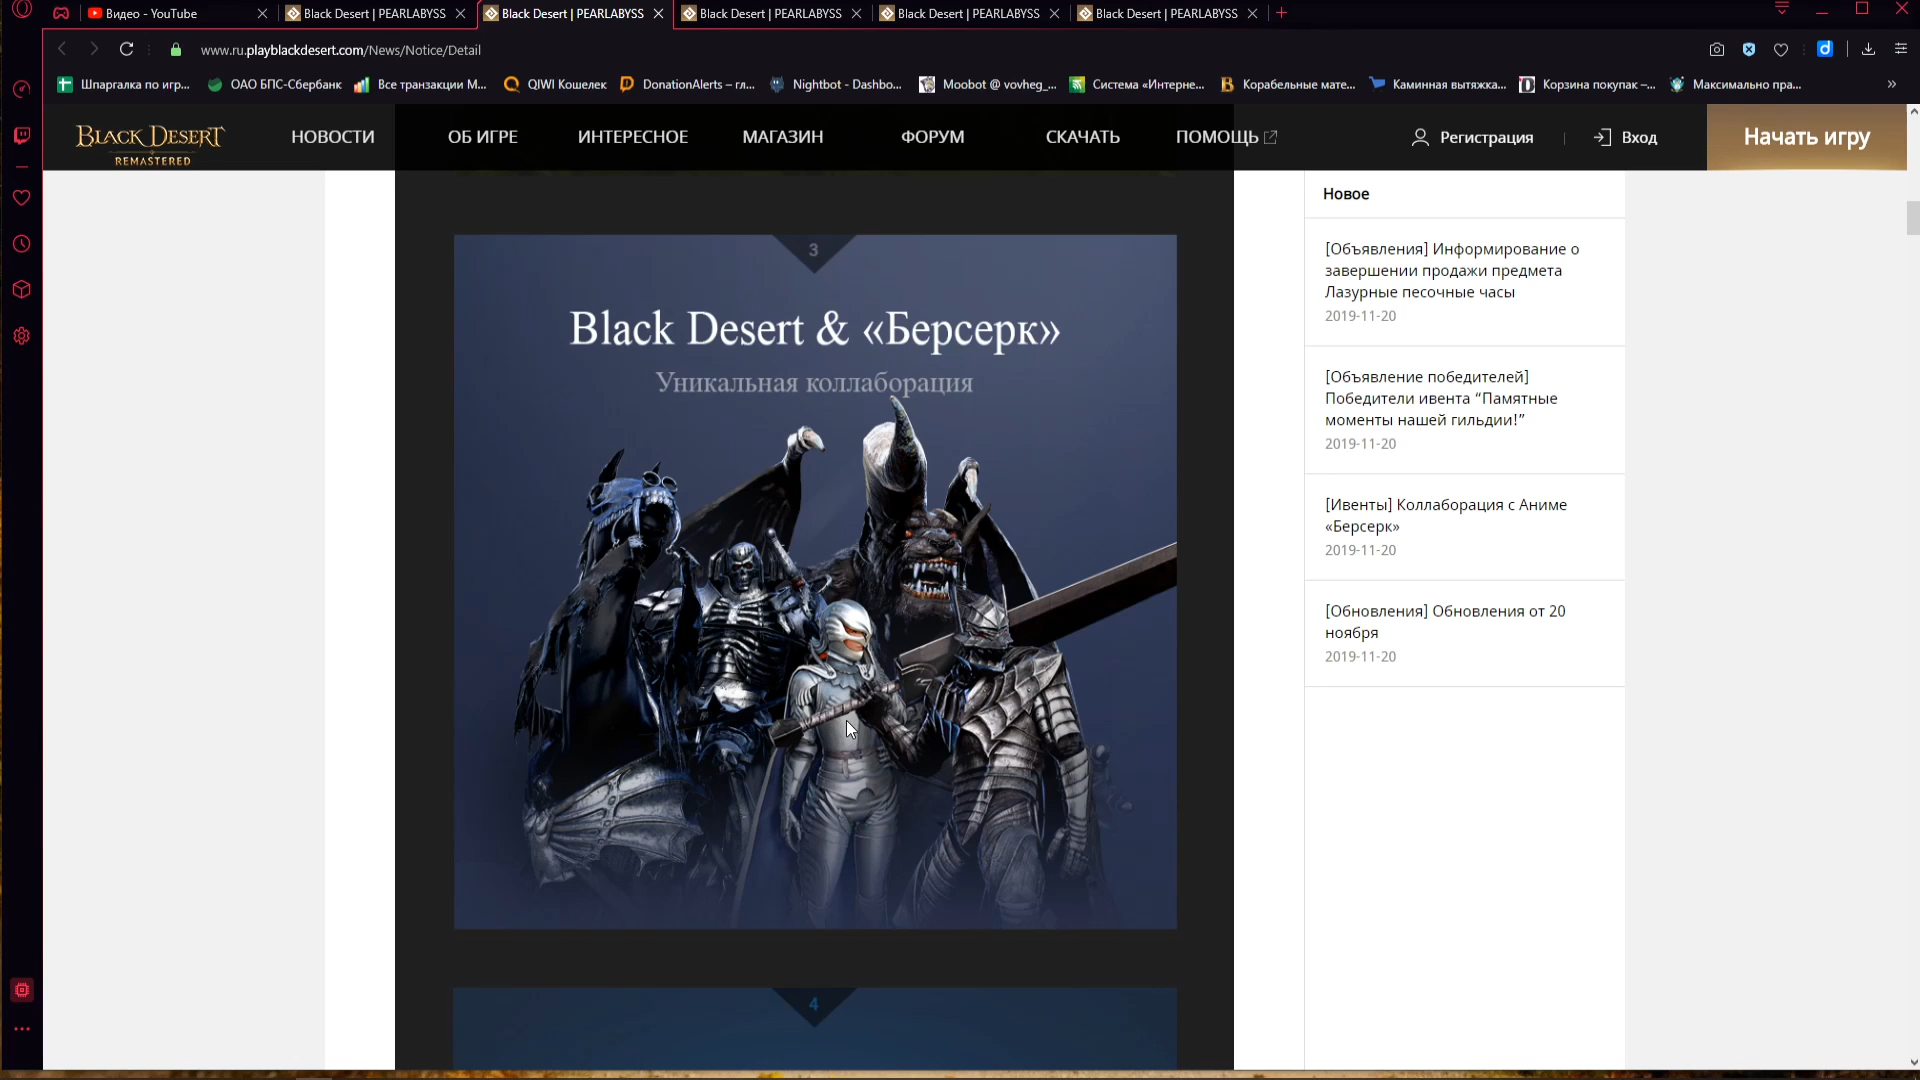 Видео - YouTube
Black Desert | PEARLABYSS
Black Desert | PEARLABYSS
Black Desert | PEARLABYSS
Black Desert | PEARLABYSS
Black Desert | PEARLABYSS
www.ru.playblackdesert.com/News/Notice/Detail
Шпаргалка по игр...
ОАО БПС-Сбербанк
Все транзакции М...
QIWI Кошелек
DonationAlerts – гл...
Nightbot - Dashbo...
Moobot @ vovheg_...
Система «Интерне...
Корабельные мате...
Каминная вытяжка...
Корзина покупак –...
Максимально пра...
BLACK DESERT
REMASTERED
НОВОСТИ
ОБ ИГРЕ
ИНТЕРЕСНОЕ
МАГАЗИН
ФОРУМ
СКАЧАТЬ
ПОМОЩЬ
Регистрация
Вход
Начать игру
3
Black Desert & «Берсерк»
Уникальная коллаборация
4
Новое
[Объявления] Информирование о
завершении продажи предмета
Лазурные песочные часы
2019-11-20
[Объявление победителей]
Победители ивента “Памятные
моменты нашей гильдии!”
2019-11-20
[Ивенты] Коллаборация с Аниме
«Берсерк»
2019-11-20
[Обновления] Обновления от 20
ноября
2019-11-20